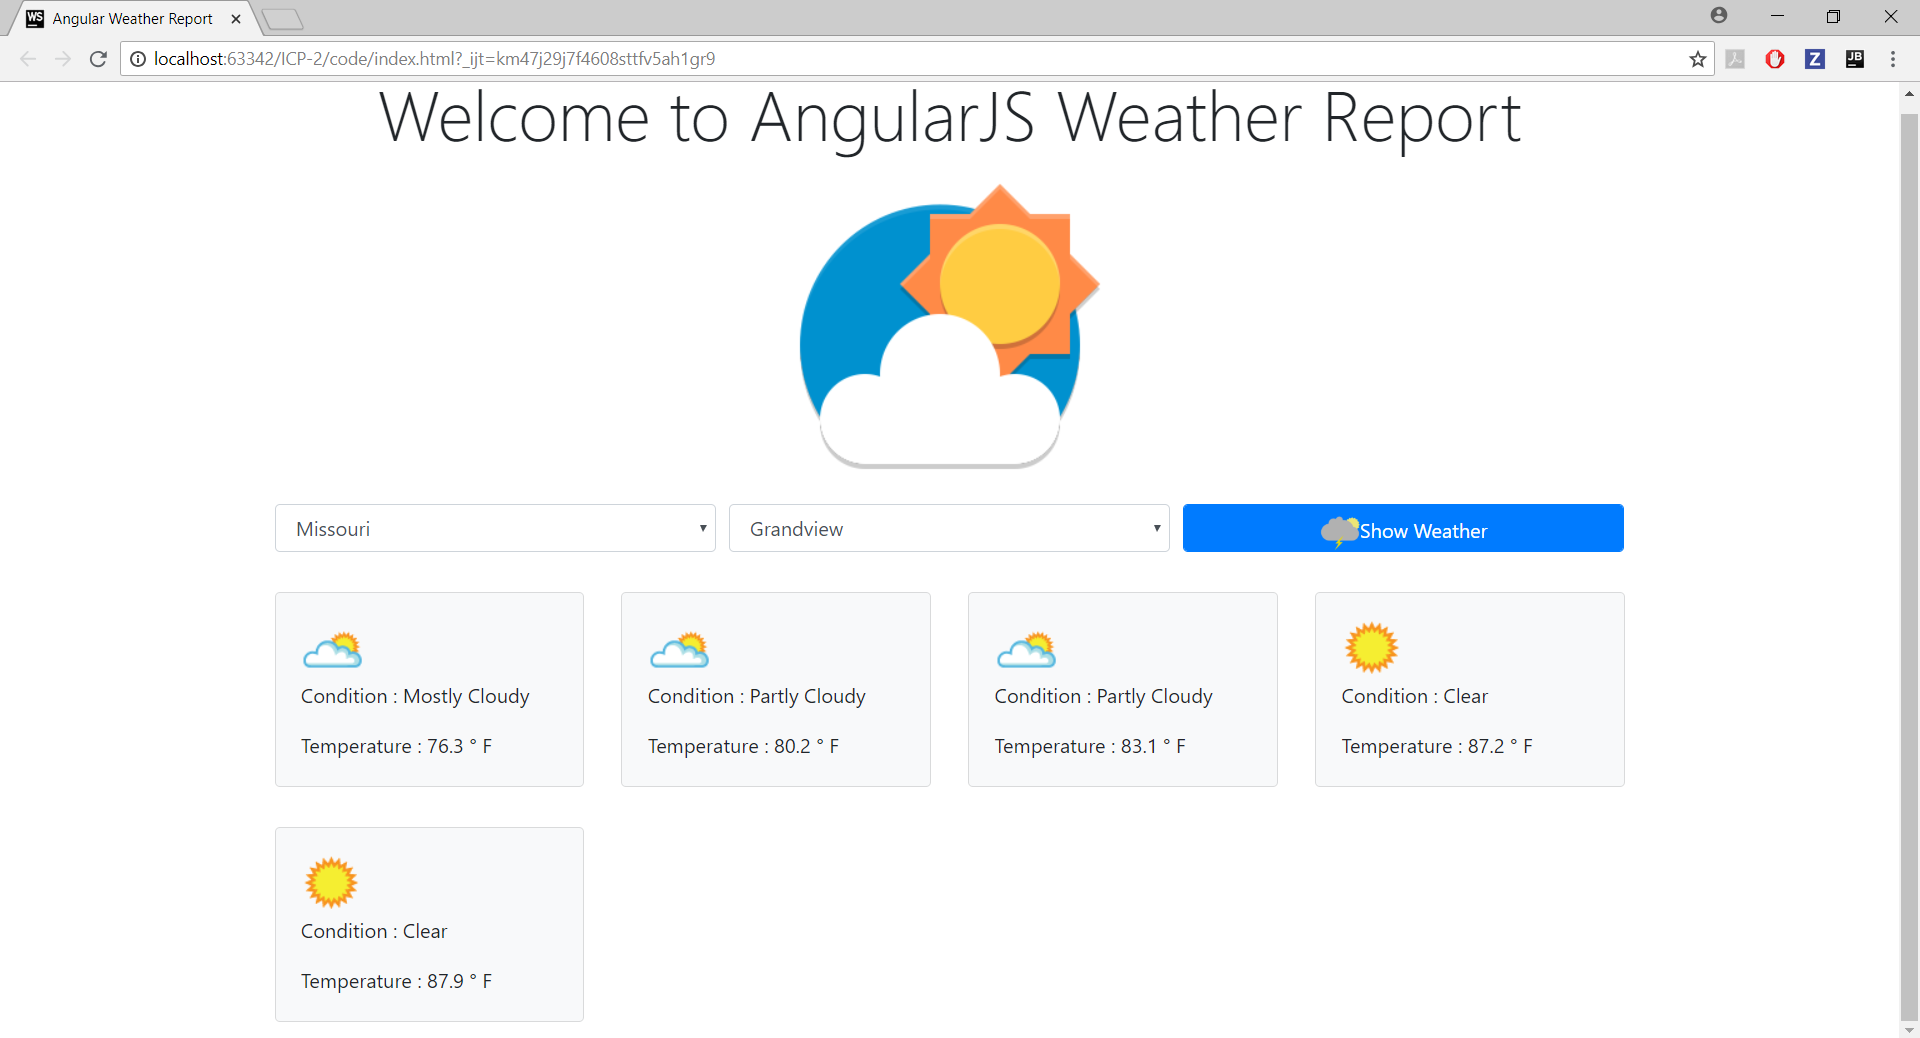 WS Angular Weather Report
localhost:63342/ICP-2/code/index.html?_ijt=km47j29j7f4608sttfv5ah1gr9
Z
JB
Welcome to AngularJS Weather Report
Missouri
Grandview
Show Weather
Condition : Mostly Cloudy
Temperature : 76.3 ° F
Condition : Partly Cloudy
Temperature : 80.2 ° F
Condition : Partly Cloudy
Temperature : 83.1 ° F
Condition : Clear
Temperature : 87.2 ° F
Condition : Clear
Temperature : 87.9 ° F